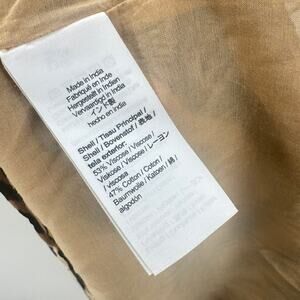 Made in India
Fabriqué en Inde
Hergestellt in Indien
Vervaardigd in India
インド製
hecho en india
Shell / Tissu Principal /
Shell / Bovenstof / 表地 /
tela exterior:
53% Viscose / Viscose /
Viskose / Viscose / レーヨン
/ viscosa
47% Cotton / Coton /
Baumwolle / Katoen / 綿 /
algodón